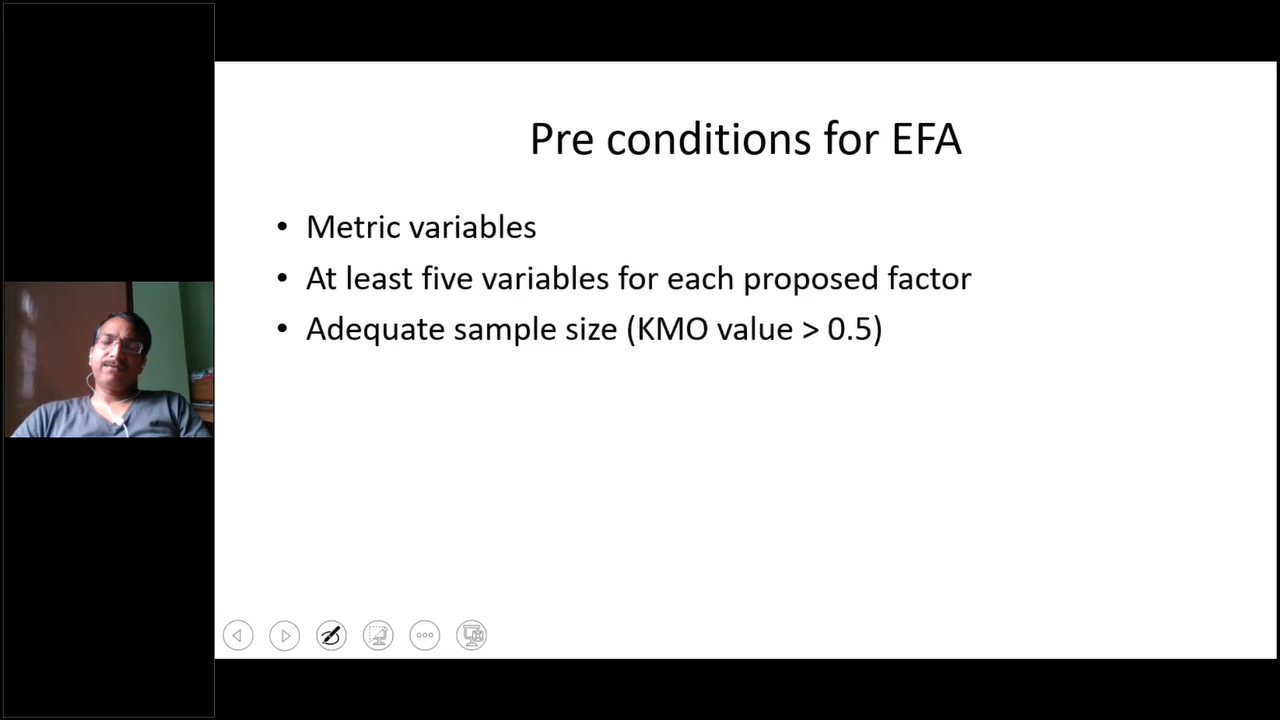 Pre conditions for EFA
• Metric variables
• At least five variables for each proposed factor
• Adequate sample size (KMO value > 0.5)